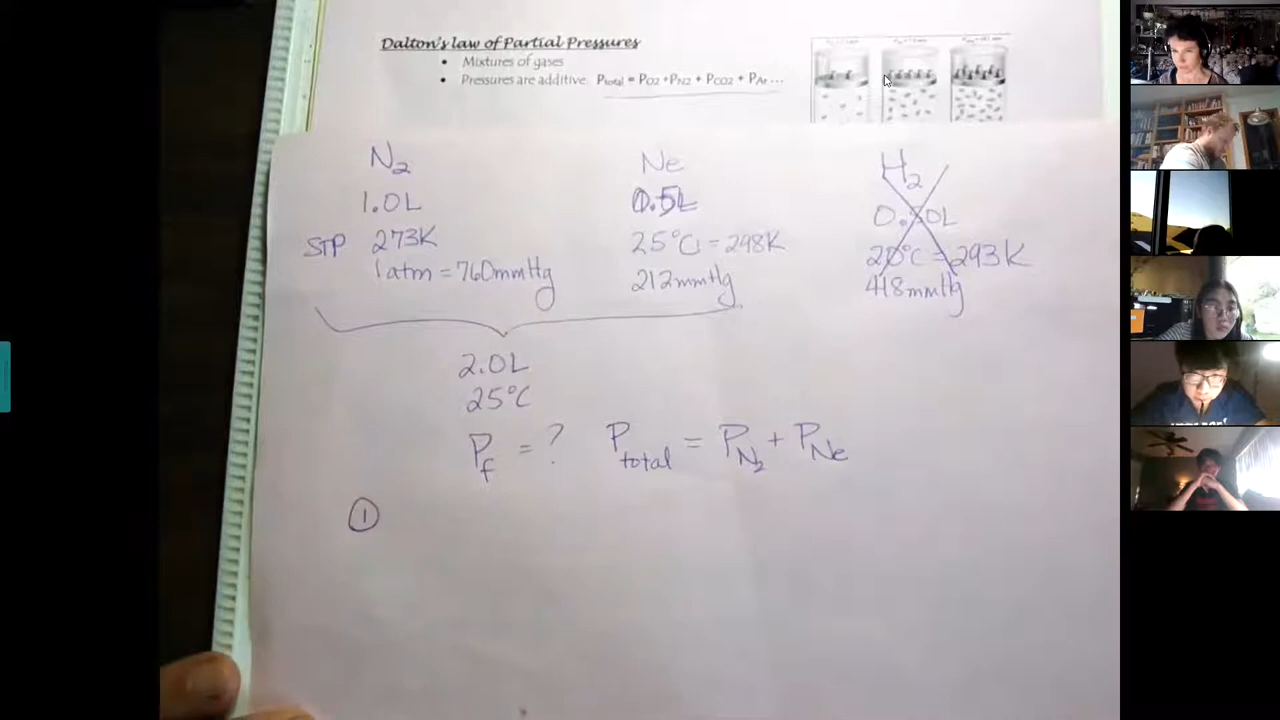 Dalton's law of Partial Pressures
• Mixtures of gases
• Pressures are additive. Ptotal = PO2 +PN2 + PCO2 + PAr ...
N2
1.0L
STP 273K
1atm = 760mmHg
Ne
0.5L
25°C = 298K
212mmHg
H2
0.50L
20°C = 293K
418mmHg
2.0L
25°C
Pf = ? Ptotal = PN2 + PNe
①